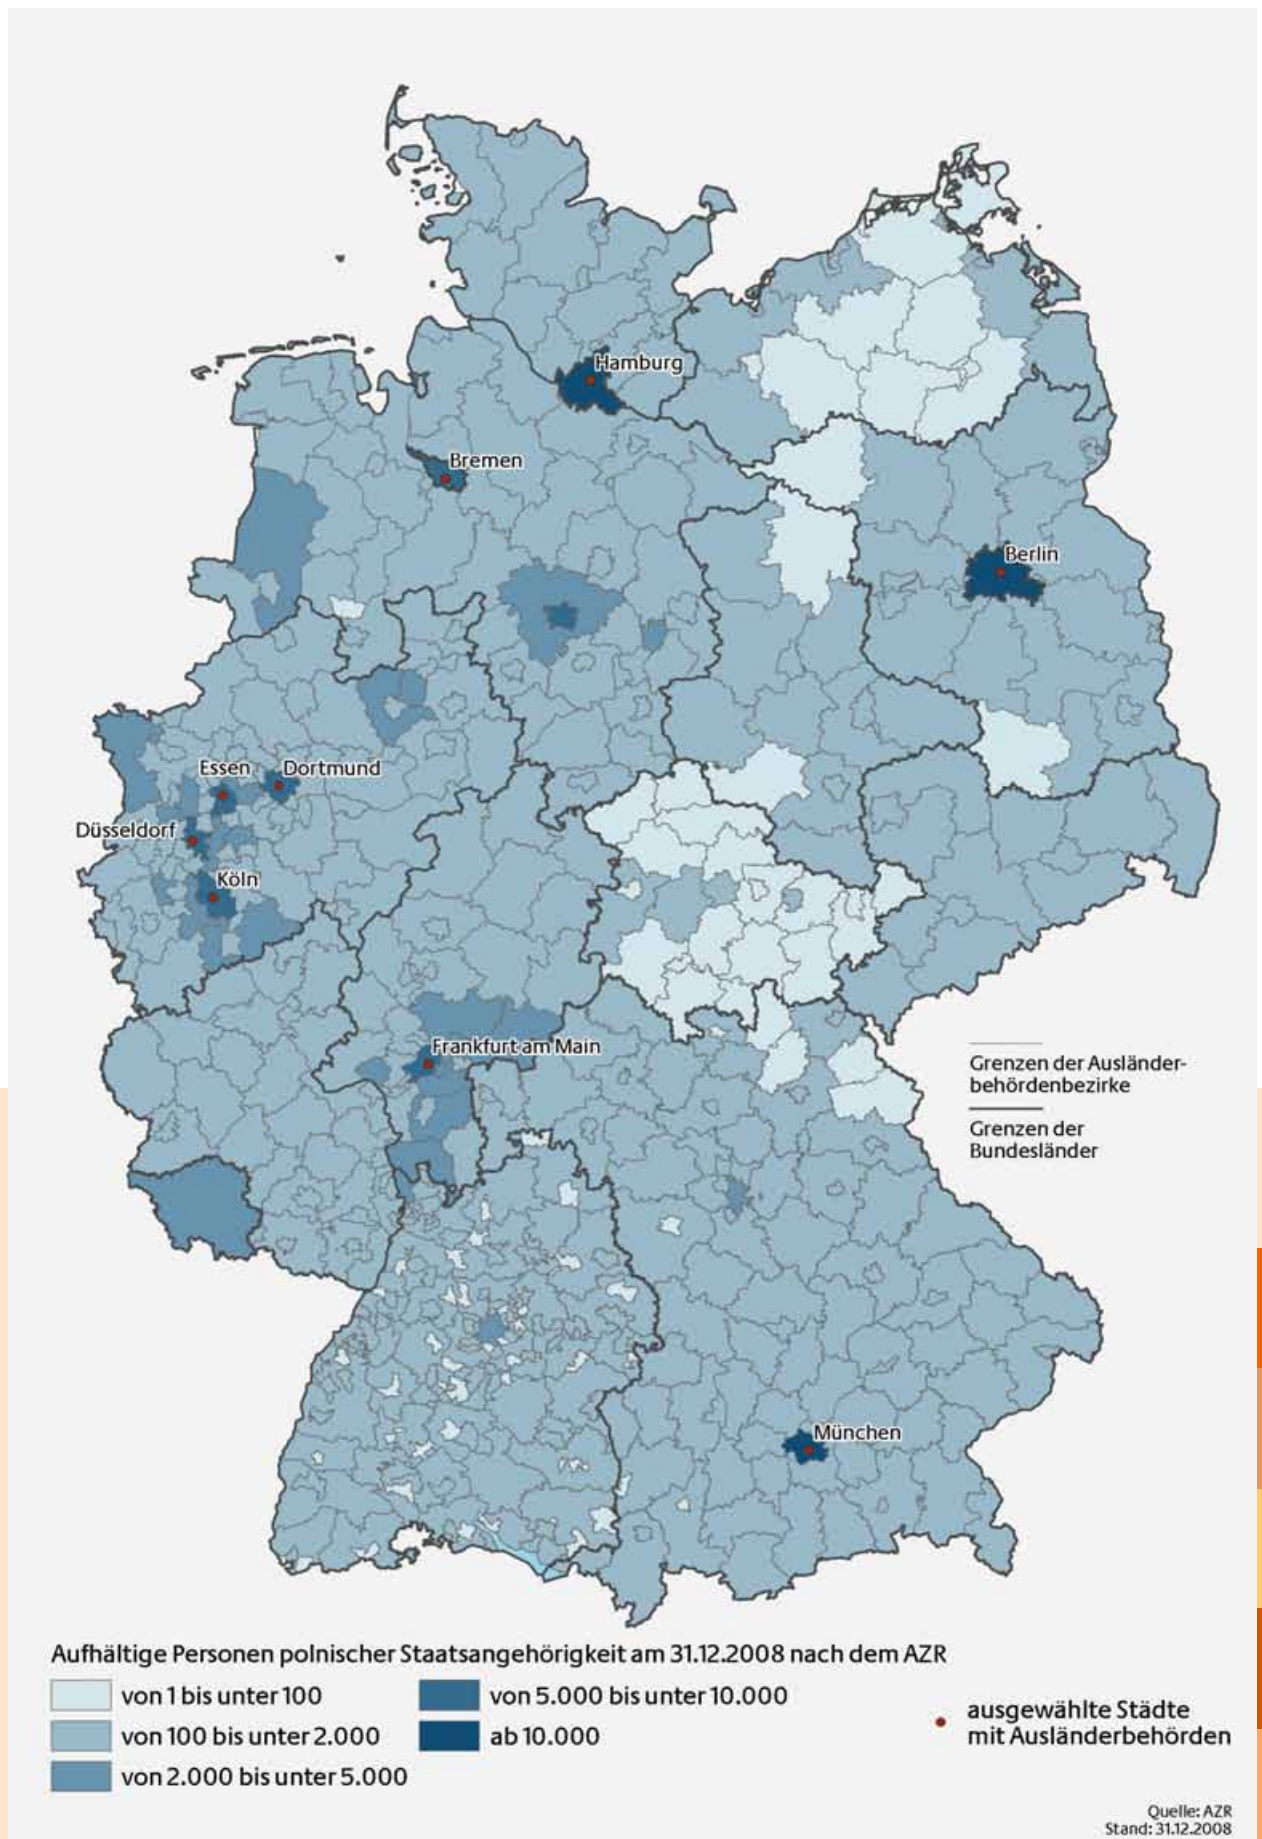 Hamburg
Bremen
Berlin
Essen
Dortmund
Düsseldorf
Köln
Frankfurt am Main
Grenzen der Ausländer-
behördenbezirke
Grenzen der
Bundesländer
München
Aufhältige Personen polnischer Staatsangehörigkeit am 31.12.2008 nach dem AZR
von 1 bis unter 100
von 5.000 bis unter 10.000
von 100 bis unter 2.000
ab 10.000
von 2.000 bis unter 5.000
ausgewählte Städte
mit Ausländerbehörden
Quelle: AZR
Stand: 31.12.2008